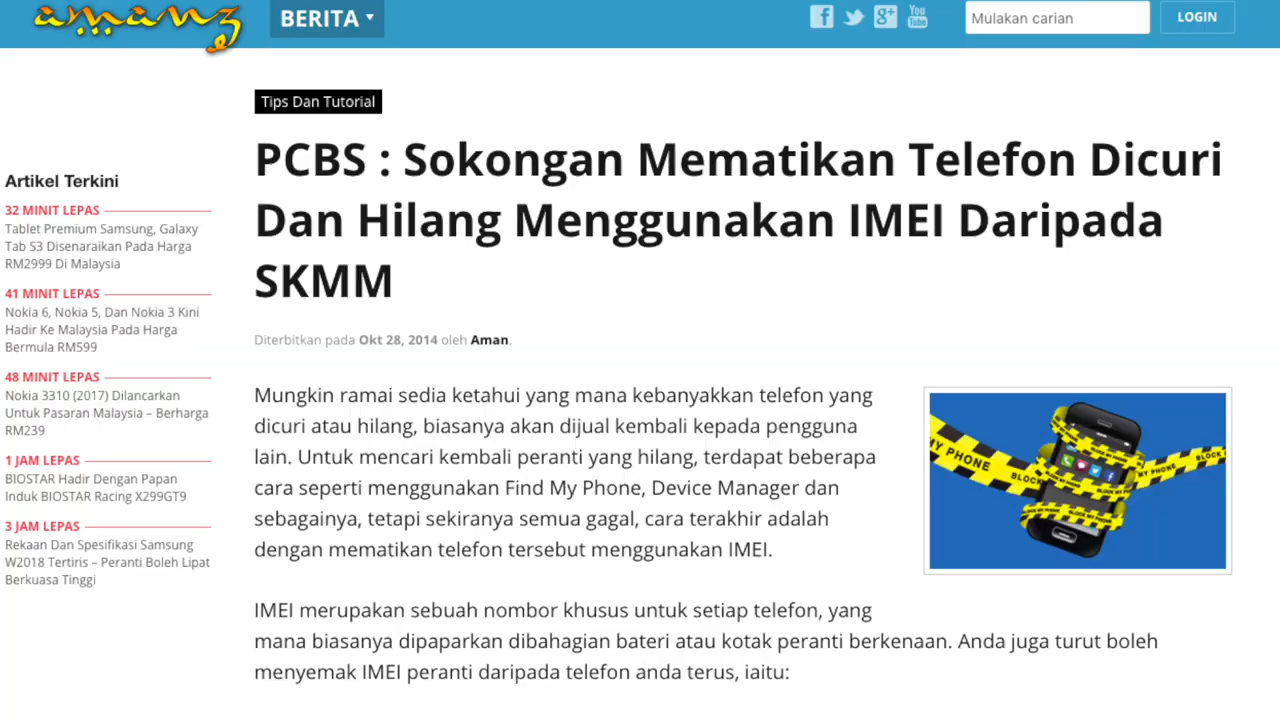 amanz
BERITA
Mulakan carian
LOGIN
Tips Dan Tutorial
PCBS : Sokongan Mematikan Telefon Dicuri
Dan Hilang Menggunakan IMEI Daripada
SKMM
Diterbitkan pada Okt 28, 2014 oleh Aman.
Artikel Terkini
32 MINIT LEPAS
Tablet Premium Samsung, Galaxy
Tab S3 Disenaraikan Pada Harga
RM2999 Di Malaysia
41 MINIT LEPAS
Nokia 6, Nokia 5, Dan Nokia 3 Kini
Hadir Ke Malaysia Pada Harga
Bermula RM599
48 MINIT LEPAS
Nokia 3310 (2017) Dilancarkan
Untuk Pasaran Malaysia – Berharga
RM239
1 JAM LEPAS
BIOSTAR Hadir Dengan Papan
Induk BIOSTAR Racing X299GT9
3 JAM LEPAS
Rekaan Dan Spesifikasi Samsung
W2018 Tertiris – Peranti Boleh Lipat
Berkuasa Tinggi
Mungkin ramai sedia ketahui yang mana kebanyakkan telefon yang
dicuri atau hilang, biasanya akan dijual kembali kepada pengguna
lain. Untuk mencari kembali peranti yang hilang, terdapat beberapa
cara seperti menggunakan Find My Phone, Device Manager dan
sebagainya, tetapi sekiranya semua gagal, cara terakhir adalah
dengan mematikan telefon tersebut menggunakan IMEI.
MY PHONE BLOCK
MY PHONE BLOCK
BLOCK MY PHONE
IMEI merupakan sebuah nombor khusus untuk setiap telefon, yang
mana biasanya dipaparkan dibahagian bateri atau kotak peranti berkenaan. Anda juga turut boleh
menyemak IMEI peranti daripada telefon anda terus, iaitu: